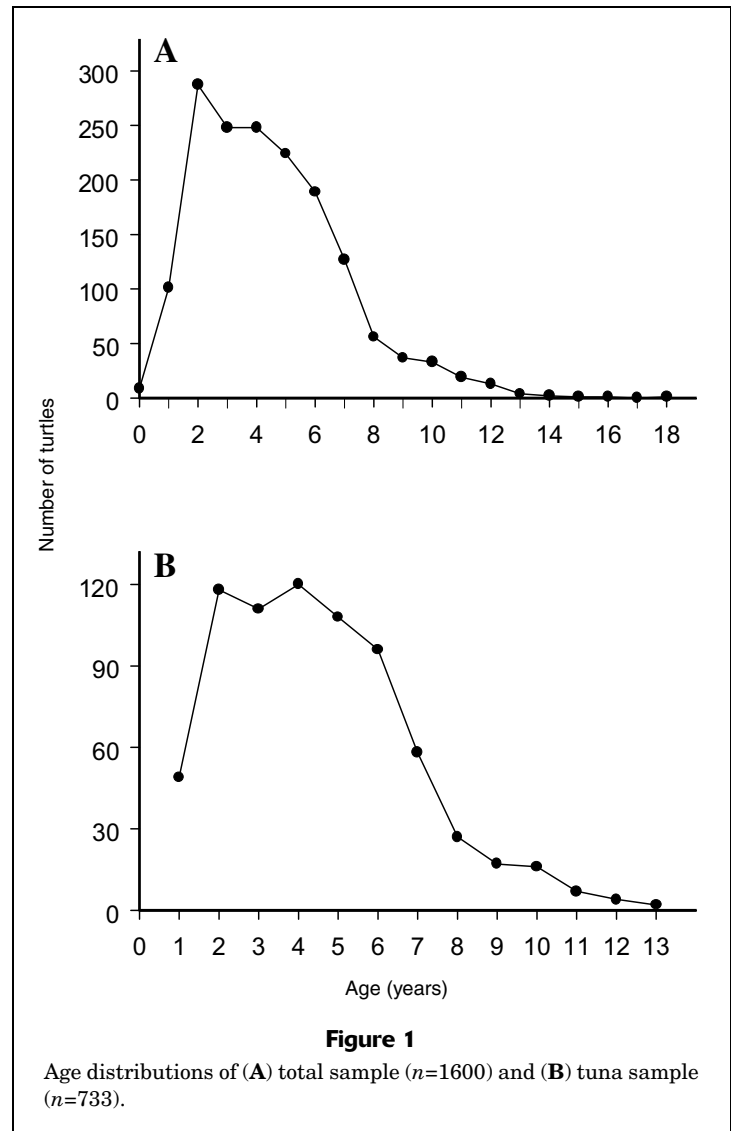 A
300
250
200
150
100
50
0
0 2 4 6 8 10 12 14 16 18
Number of turtles
B
120
90
60
30
0
0 1 2 3 4 5 6 7 8 9 10 11 12 13
Age (years)
Figure 1
Age distributions of (A) total sample (n=1600) and (B) tuna sample
(n=733).